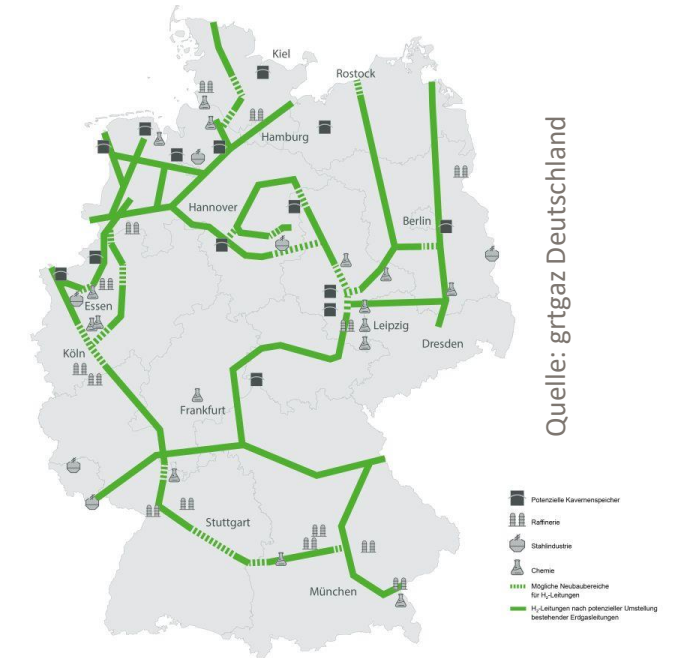 Kiel
Rostock
Hamburg
Hannover
Berlin
Essen
Leipzig
Köln
Dresden
Frankfurt
Stuttgart
München
Quelle: grtgaz Deutschland
Potenzielle Kavernenspeicher
Raffinerie
Stahlindustrie
Chemie
Mögliche Neubaubereiche
für H₂-Leitungen
H₂-Leitungen nach potenzieller Umstellung
bestehender Erdgasleitungen